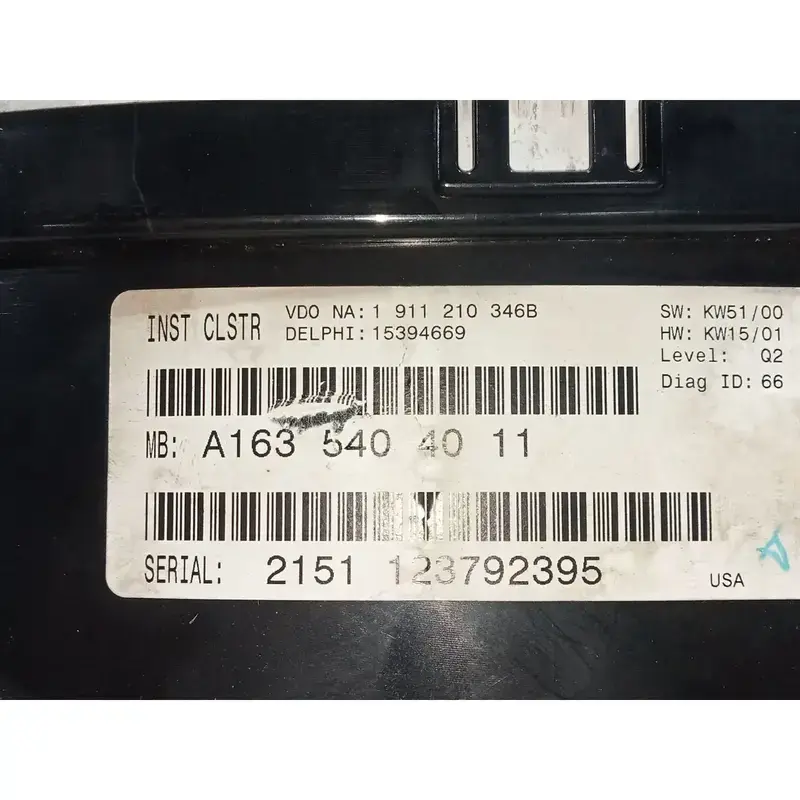 INST CLSTR
VDO NA: 1 911 210 346B
DELPHI: 15394669
SW: KW51/00
HW: KW15/01
Level: Q2
Diag ID: 66
MB: A163 540 40 11
SERIAL: 2151 123792395
USA